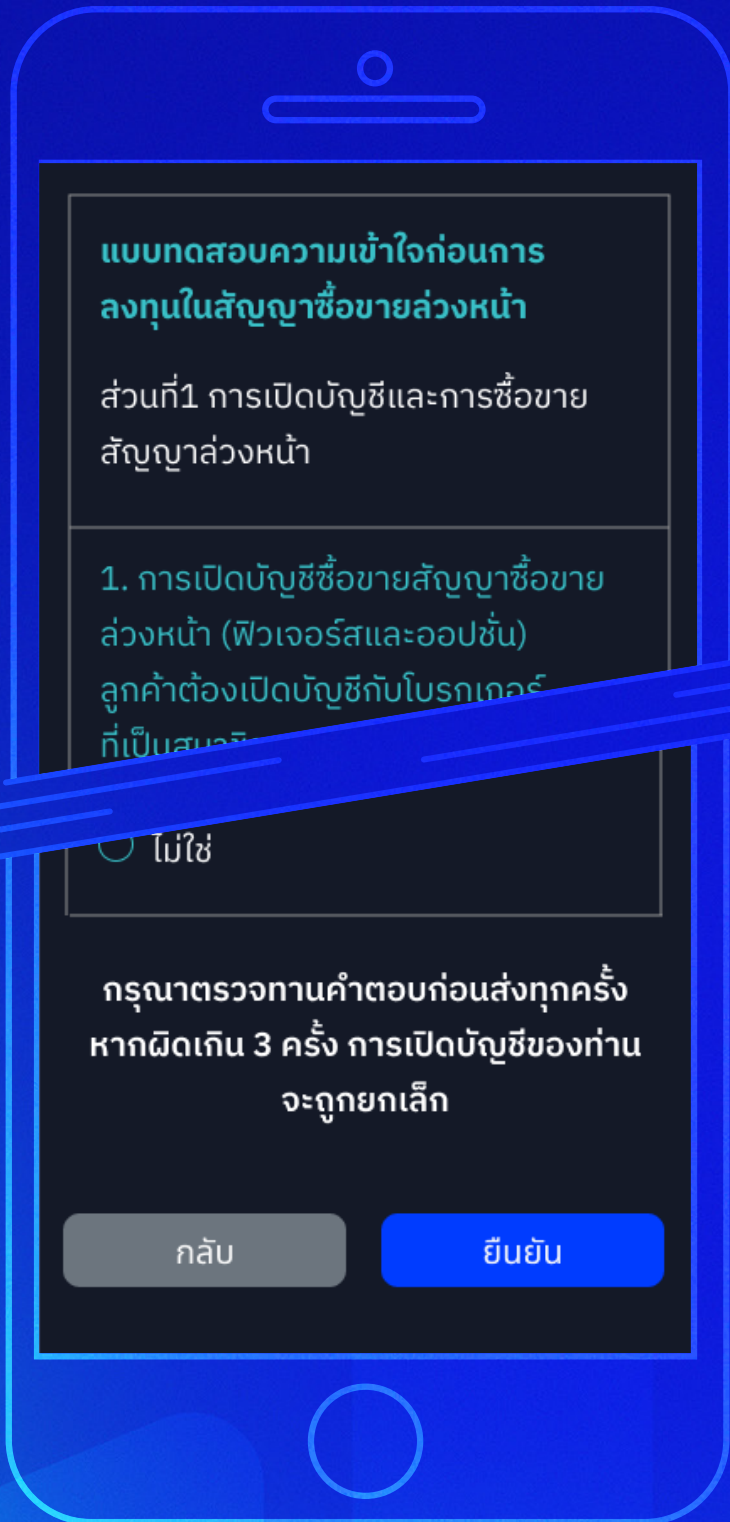 แบบทดสอบความเข้าใจก่อนการ
ลงทุนในสัญญาซื้อขายล่วงหน้า
ส่วนที่1 การเปิดบัญชีและการซื้อขาย
สัญญาล่วงหน้า
1. การเปิดบัญชีซื้อขายสัญญาซื้อขาย
ล่วงหน้า (ฟิวเจอร์สและออปชั่น)
ลูกค้าต้องเปิดบัญชีกับโบรกเกอร์
ที่เป็น
ไม่ใช่
กรุณาตรวจทานคำตอบก่อนส่งทุกครั้ง
หากผิดเกิน 3 ครั้ง การเปิดบัญชีของท่าน
จะถูกยกเล็ก
กลับ
ยืนยัน